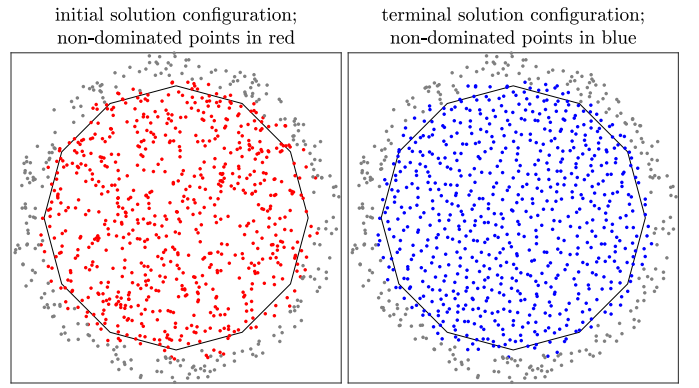 initial solution configuration;
non-dominated points in red
terminal solution configuration;
non-dominated points in blue